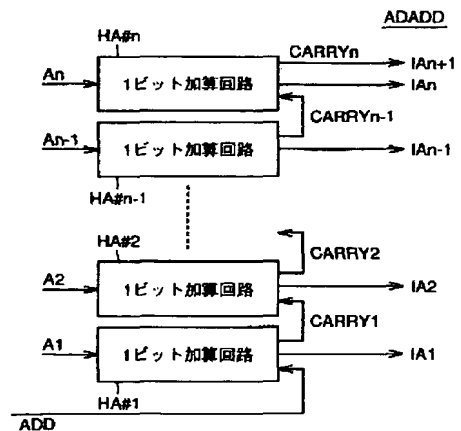 ADADD
HA#n
CARRYn
IAn+1
An
1ビット加算回路
IAn
CARRYn-1
An-1
1ビット加算回路
IAn-1
HA#n-1
HA#2
CARRY2
A2
1ビット加算回路
IA2
CARRY1
A1
1ビット加算回路
IA1
HA#1
ADD